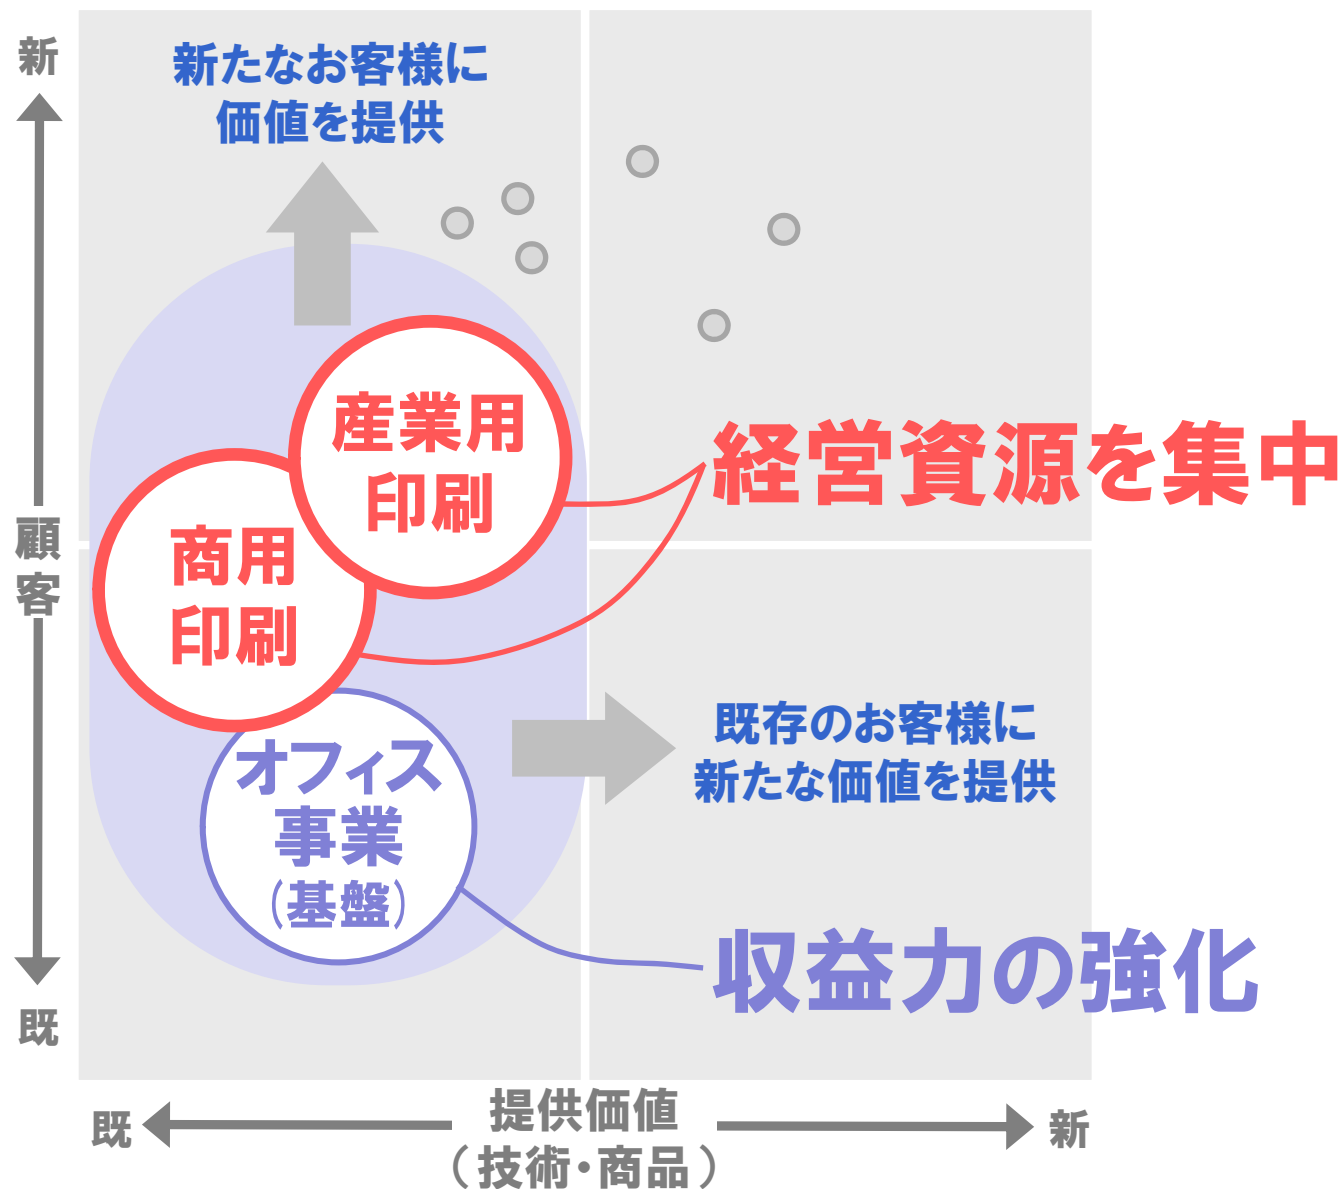 新
新たなお客様に
価値を提供
産業用
印刷
経営資源を集中
商用
印刷
顧
客
既存のお客様に
新たな価値を提供
オフィス
事業
(基盤)
収益力の強化
既
既
提供価値
（技術・商品）
新